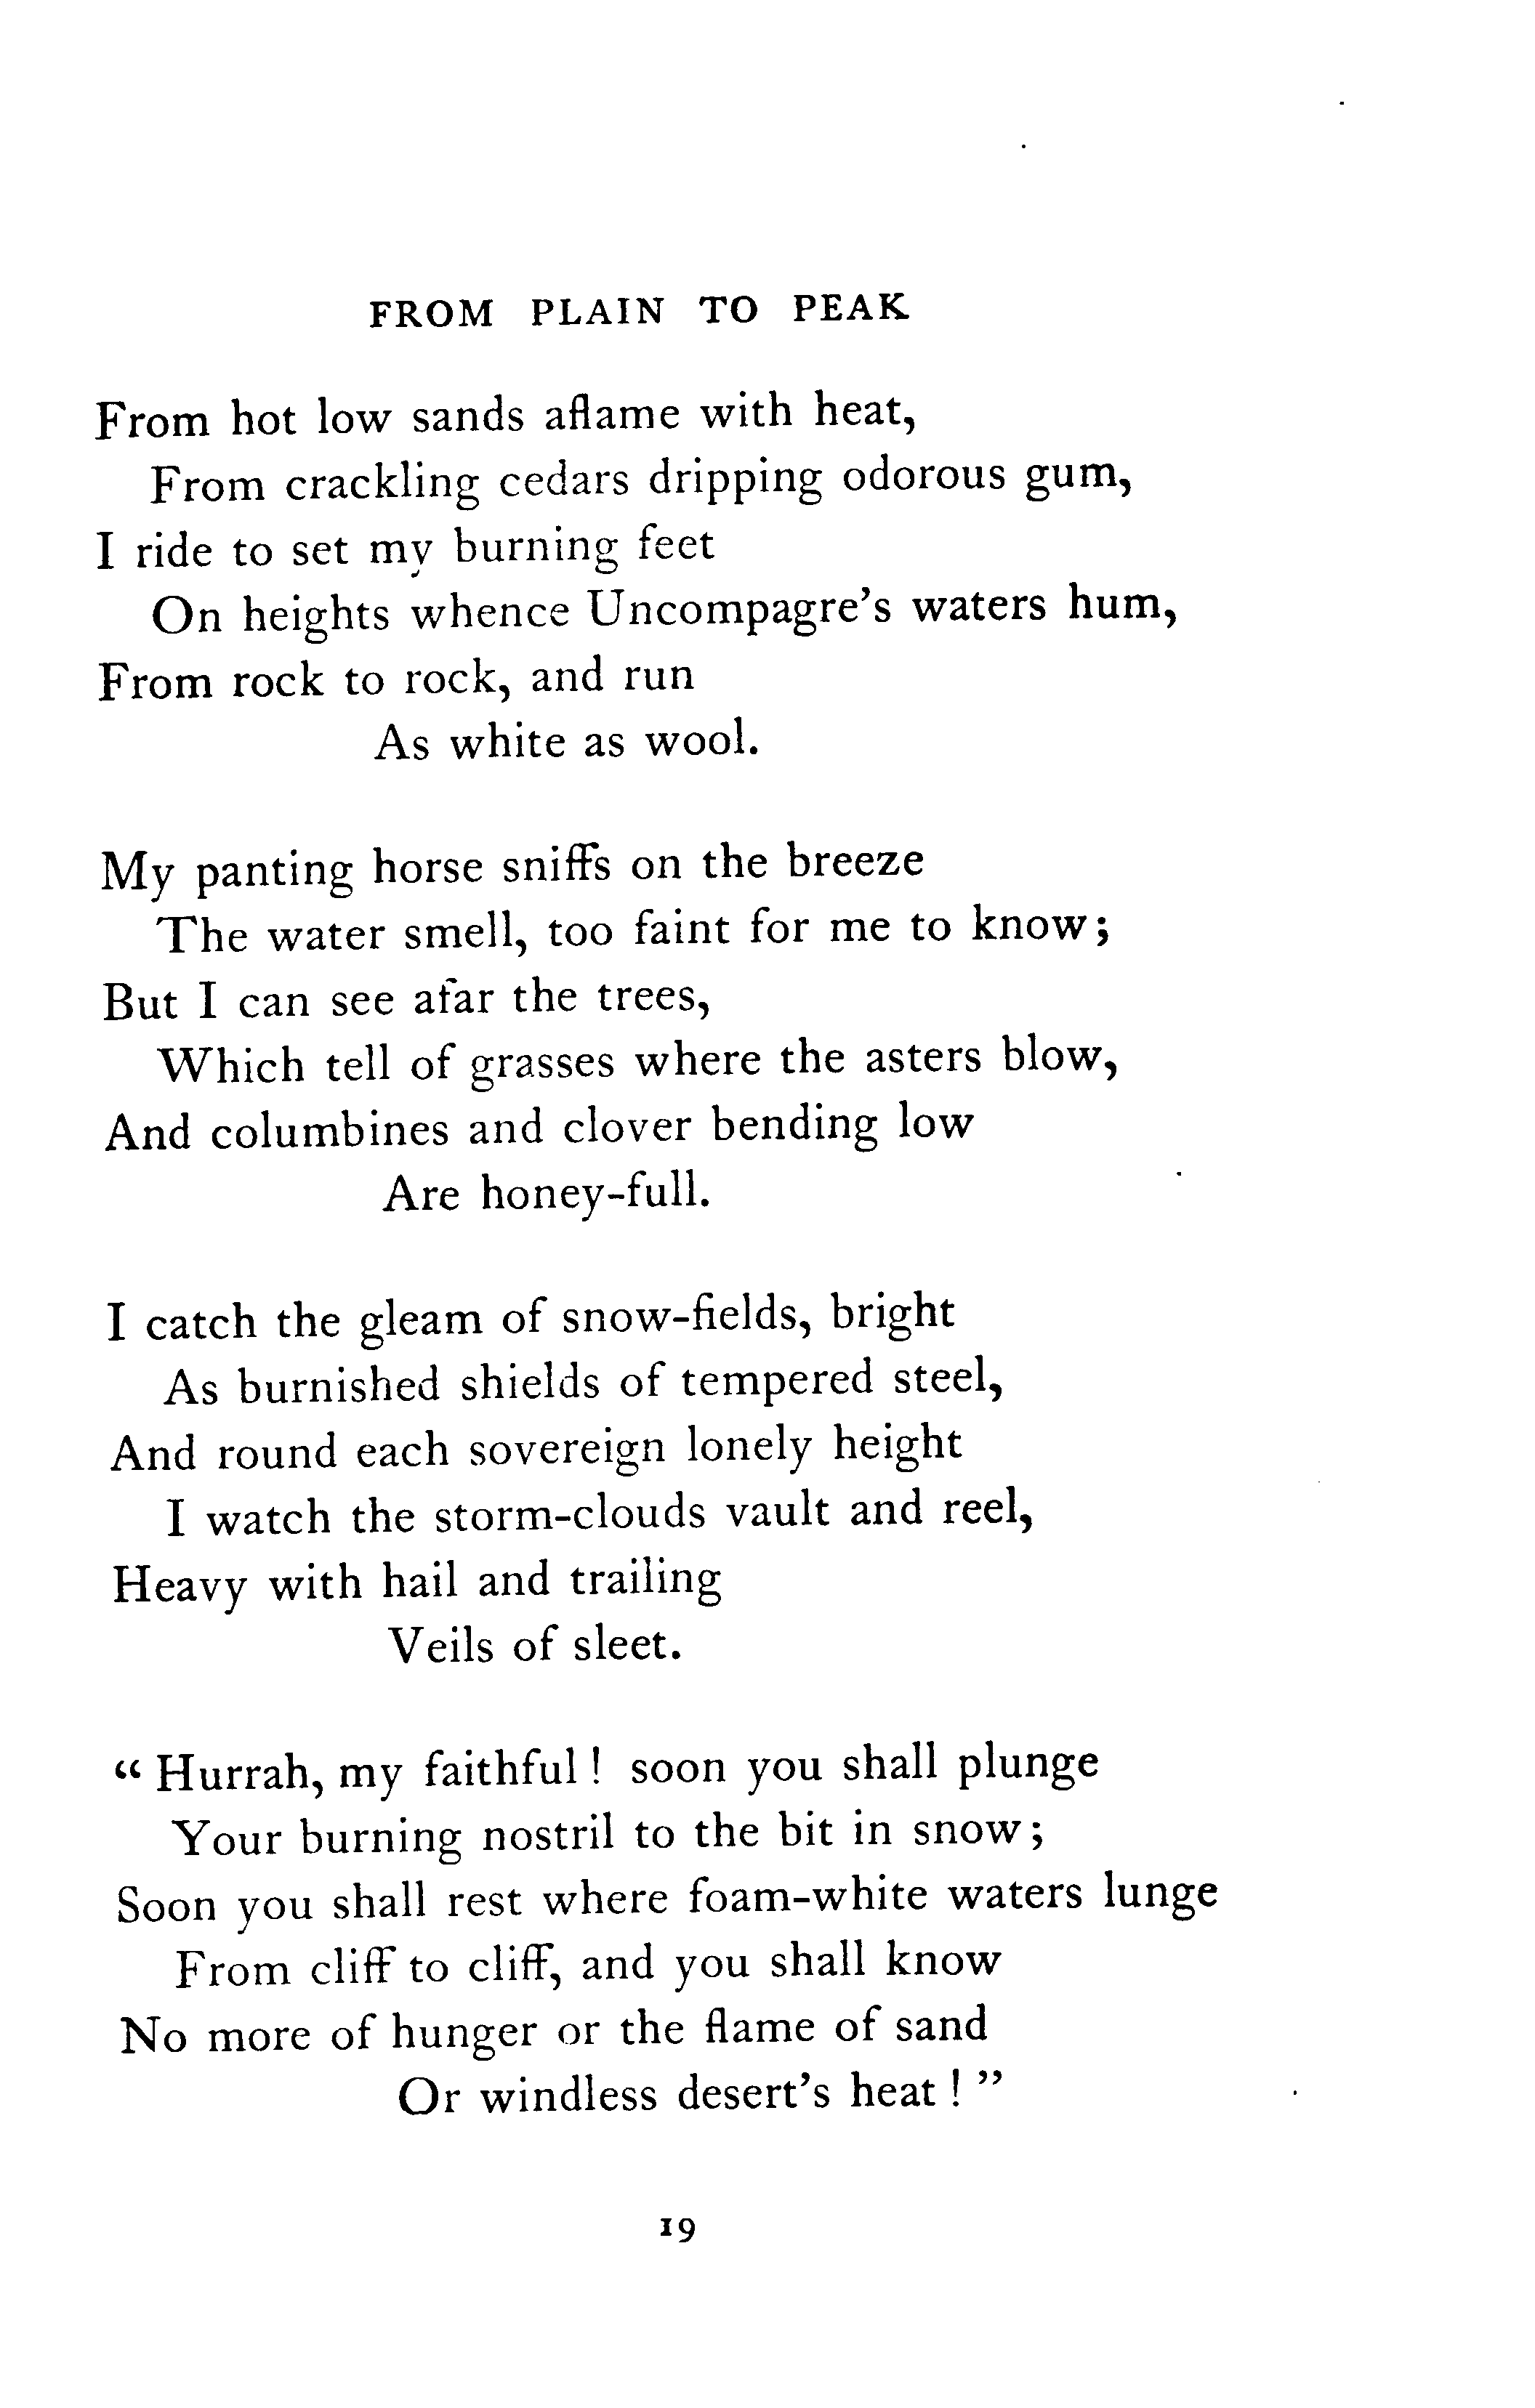 FROM PLAIN TO PEAK
From hot low sands aflame with heat,
From crackling cedars dripping odorous gum,
I ride to set my burning feet
On heights whence Uncompagre’s waters hum,
From rock to rock, and run
As white as wool.
My panting horse sniffs on the breeze
The water smell, too faint for me to know;
But I can see afar the trees,
Which tell of grasses where the asters blow,
And columbines and clover bending low
Are honey-full.
I catch the gleam of snow-fields, bright
As burnished shields of tempered steel,
And round each sovereign lonely height
I watch the storm-clouds vault and reel,
Heavy with hail and trailing
Veils of sleet.
“ Hurrah, my faithful ! soon you shall plunge
Your burning nostril to the bit in snow ;
Soon you shall rest where foam-white waters lunge
From cliff to cliff, and you shall know
No more of hunger or the flame of sand
Or windless desert’s heat ! ”
19